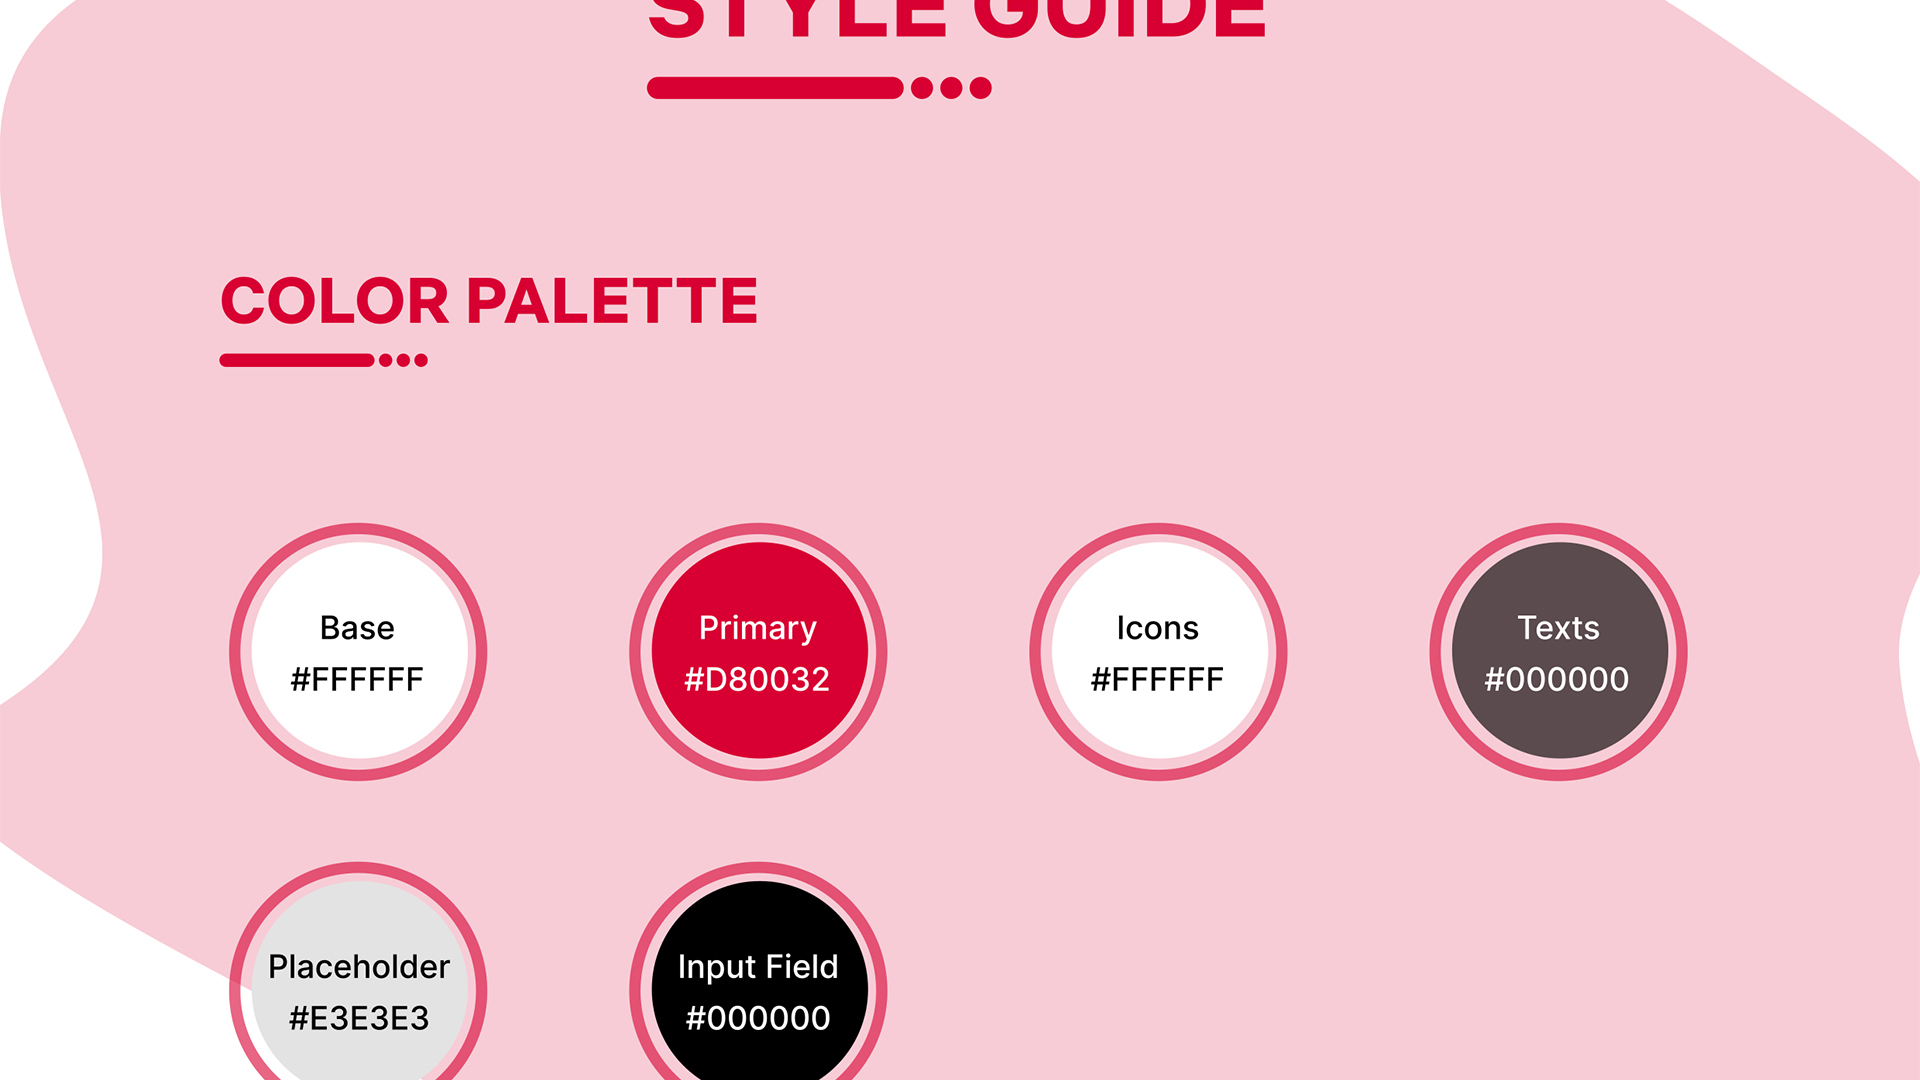 STYLE GUIDE
COLOR PALETTE
Base
#FFFFFF
Primary
#D80032
Icons
#FFFFFF
Texts
#000000
Placeholder
#E3E3E3
Input Field
#000000